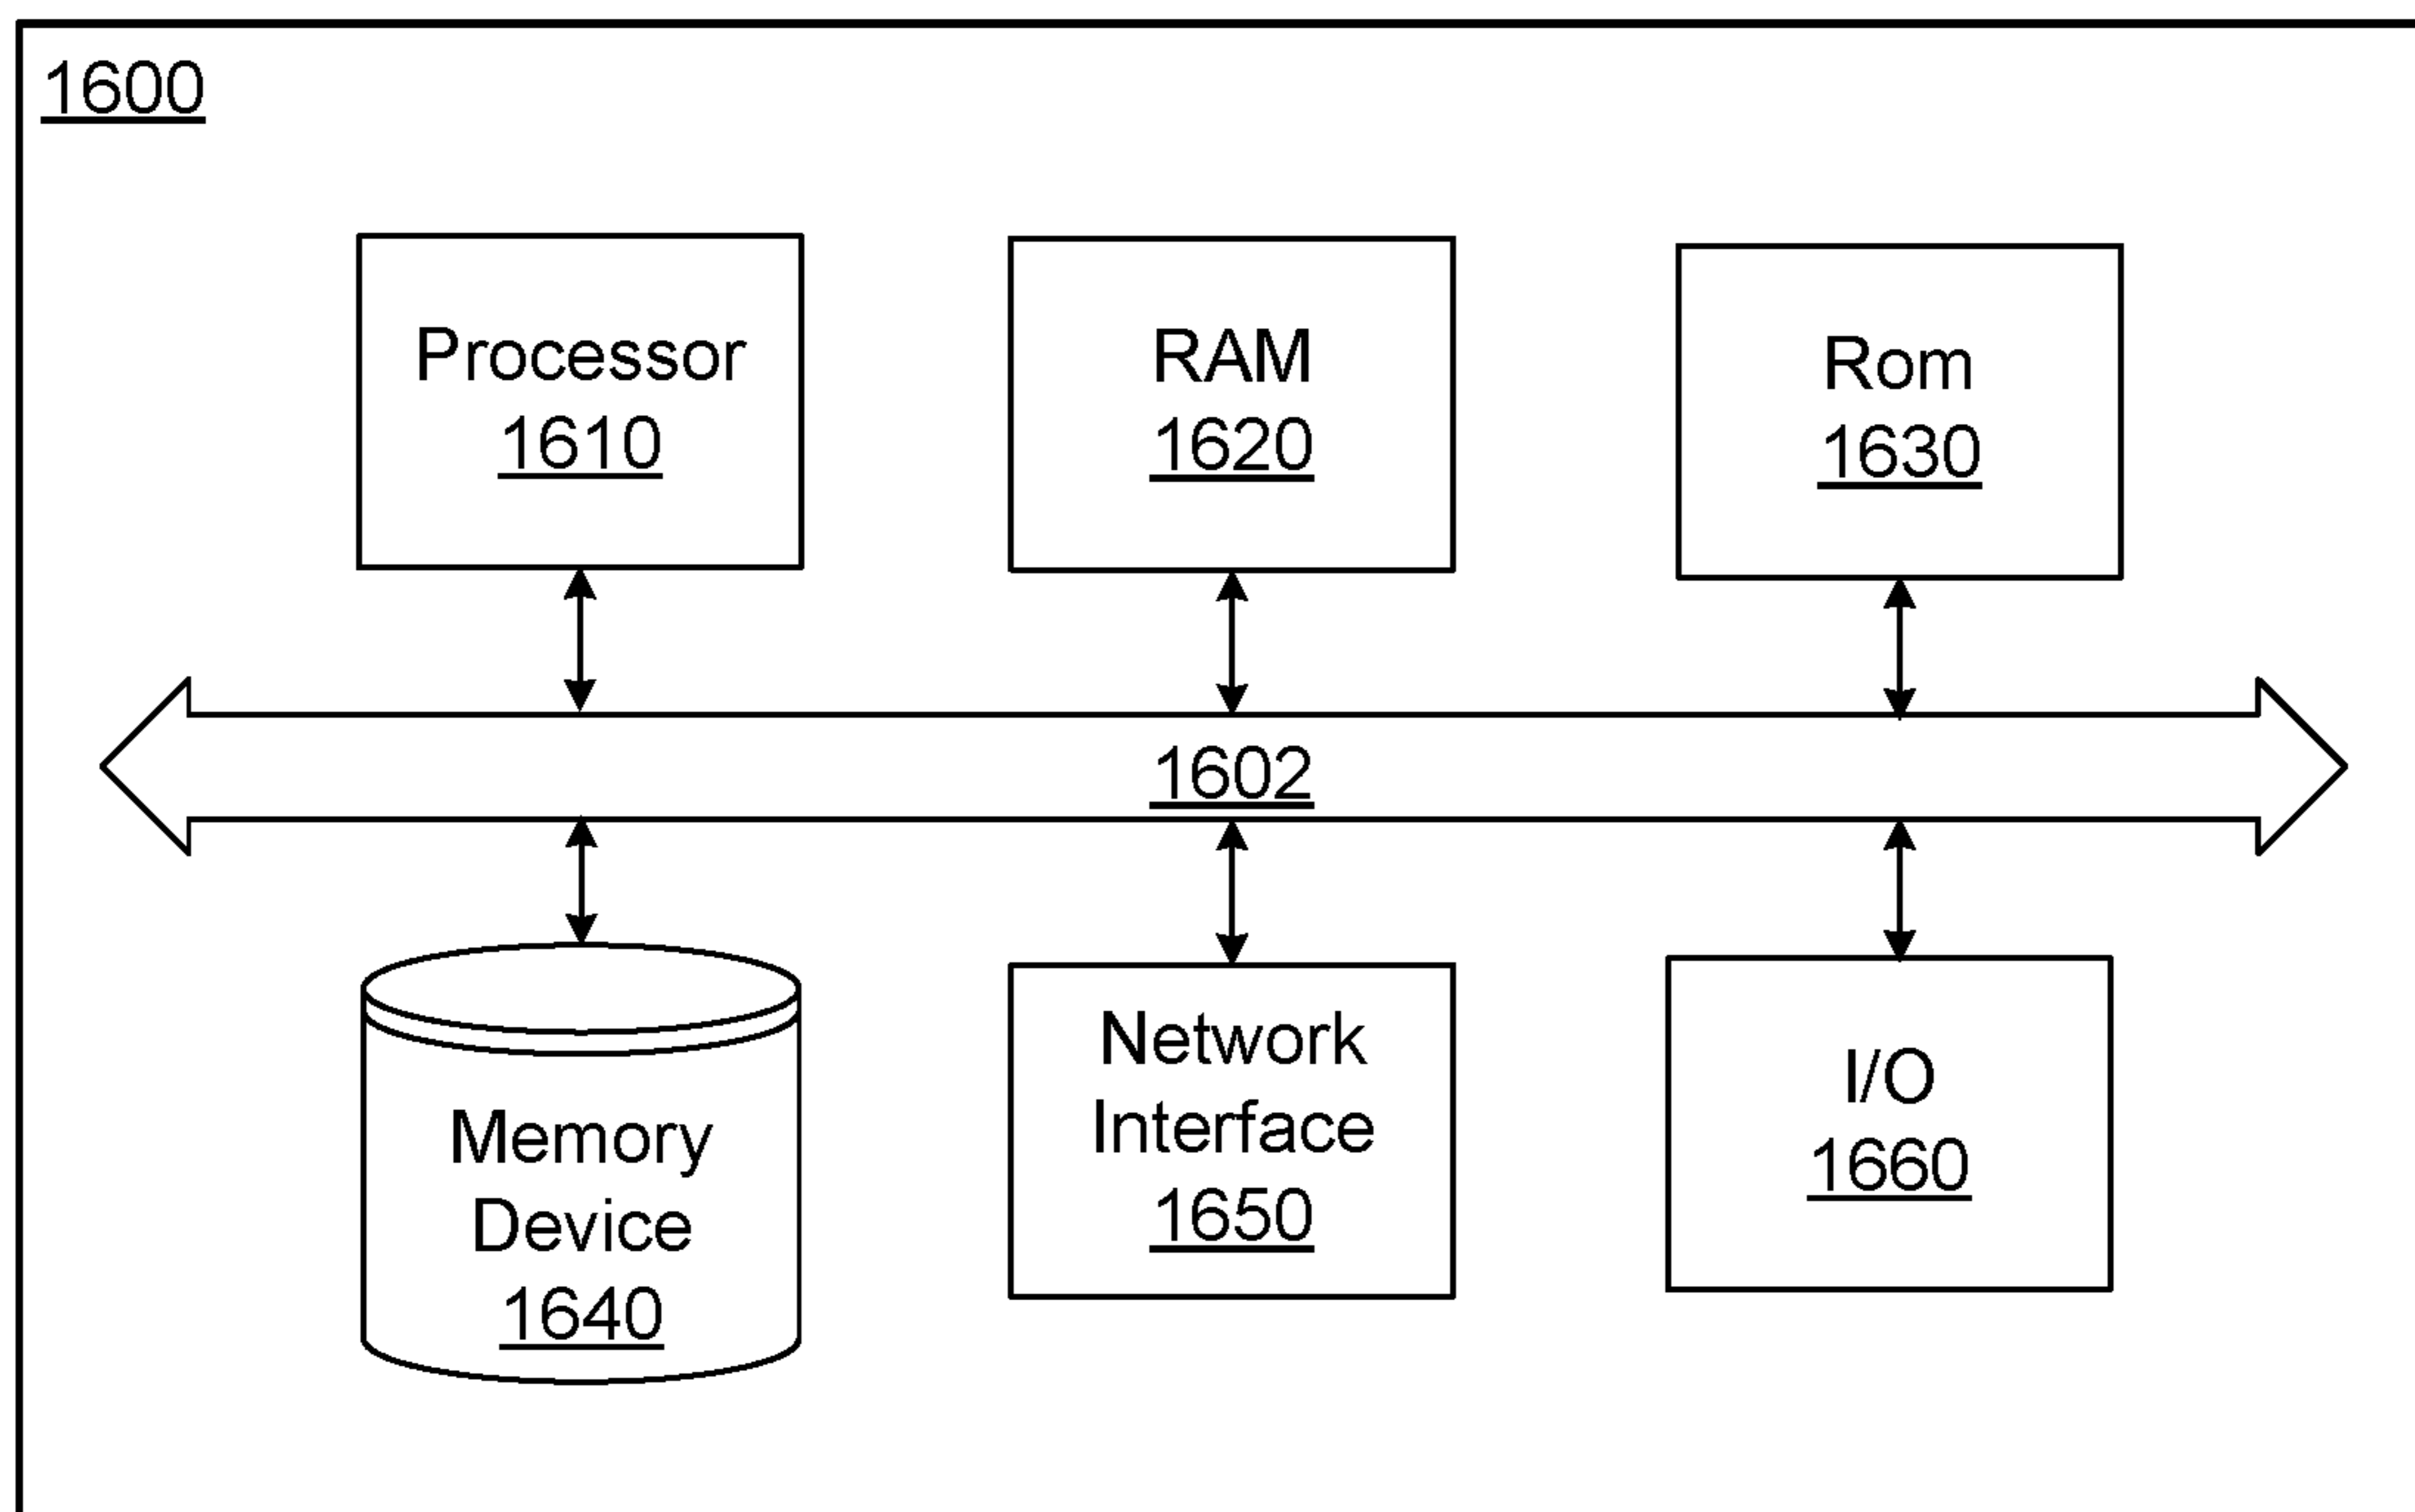 1600
Processor
1610
RAM
1620
Rom
1630
1602
Memory
Device
1640
Network
Interface
1650
I/O
1660